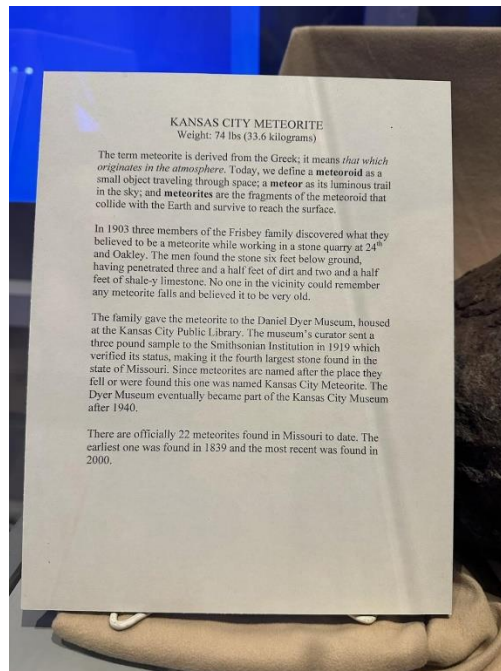 KANSAS CITY METEORITE
Weight: 74 lbs (33.6 kilograms)
The term meteorite is derived from the Greek; it means that which
originates in the atmosphere. Today, we define a meteoroid as a
small object traveling through space; a meteor as its luminous trail
in the sky; and meteorites are the fragments of the meteoroid that
collide with the Earth and survive to reach the surface.
In 1903 three members of the Frisbey family discovered what they
believed to be a meteorite while working in a stone quarry at 24th
and Oakley. The men found the stone six feet below ground,
having penetrated three and a half feet of dirt and two and a half
feet of shale-y limestone. No one in the vicinity could remember
any meteorite falls and believed it to be very old.
The family gave the meteorite to the Daniel Dyer Museum, housed
at the Kansas City Public Library. The museum's curator sent a
three pound sample to the Smithsonian Institution in 1919 which
verified its status, making it the fourth largest stone found in the
state of Missouri. Since meteorites are named after the place they
fell or were found this one was named Kansas City Meteorite. The
Dyer Museum eventually became part of the Kansas City Museum
after 1940.
There are officially 22 meteorites found in Missouri to date. The
earliest one was found in 1839 and the most recent was found in
2000.